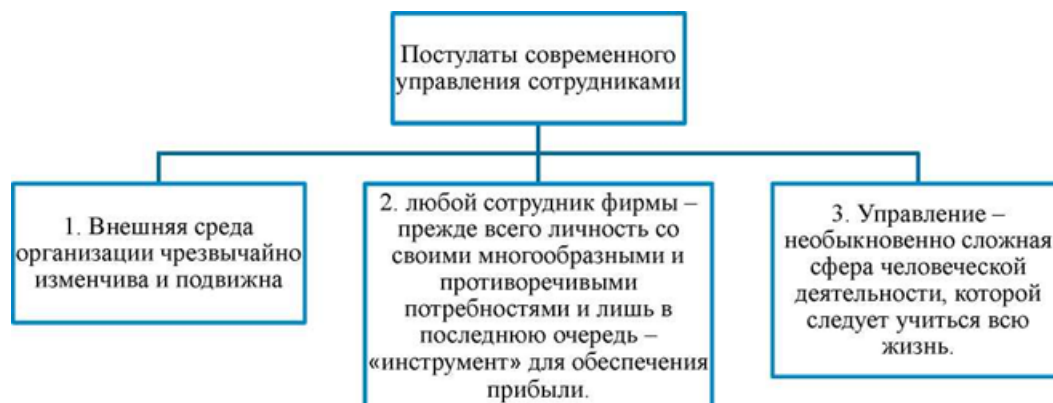 Постулаты современного
управления сотрудниками
1. Внешняя среда
организации чрезвычайно
изменчива и подвижна
2. любой сотрудник фирмы –
прежде всего личность со
своими многообразными и
противоречивыми
потребностями и лишь в
последнюю очередь –
«инструмент» для обеспечения
прибыли.
3. Управление –
необыкновенно сложная
сфера человеческой
деятельности, которой
следует учиться всю
жизнь.